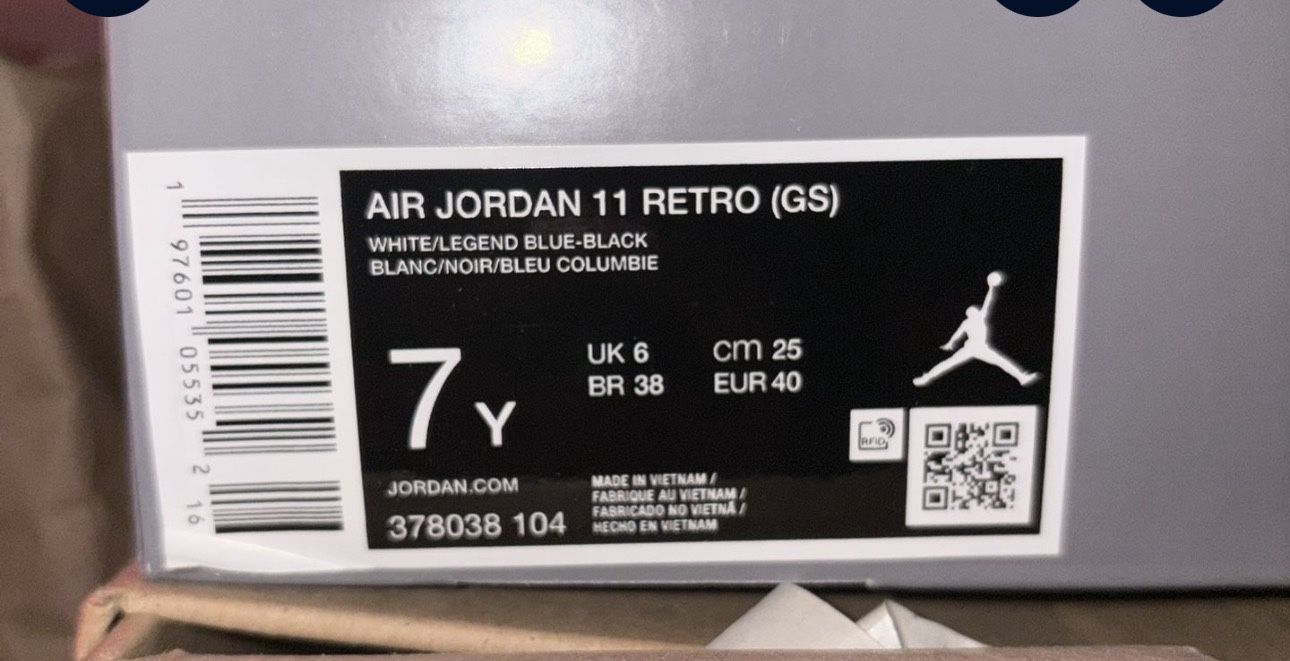 AIR JORDAN 11 RETRO (GS)
WHITE/LEGEND BLUE-BLACK
BLANC/NOIR/BLEU COLUMBIE
7Y
UK 6 cm 25
BR 38 EUR 40
RFID
JORDAN.COM
378038 104
MADE IN VIETNAM /
FABRIQUE AU VIETNAM /
FABRICADO NO VIETNÃ /
HECHO EN VIETNAM
1 97601 05535 2 16